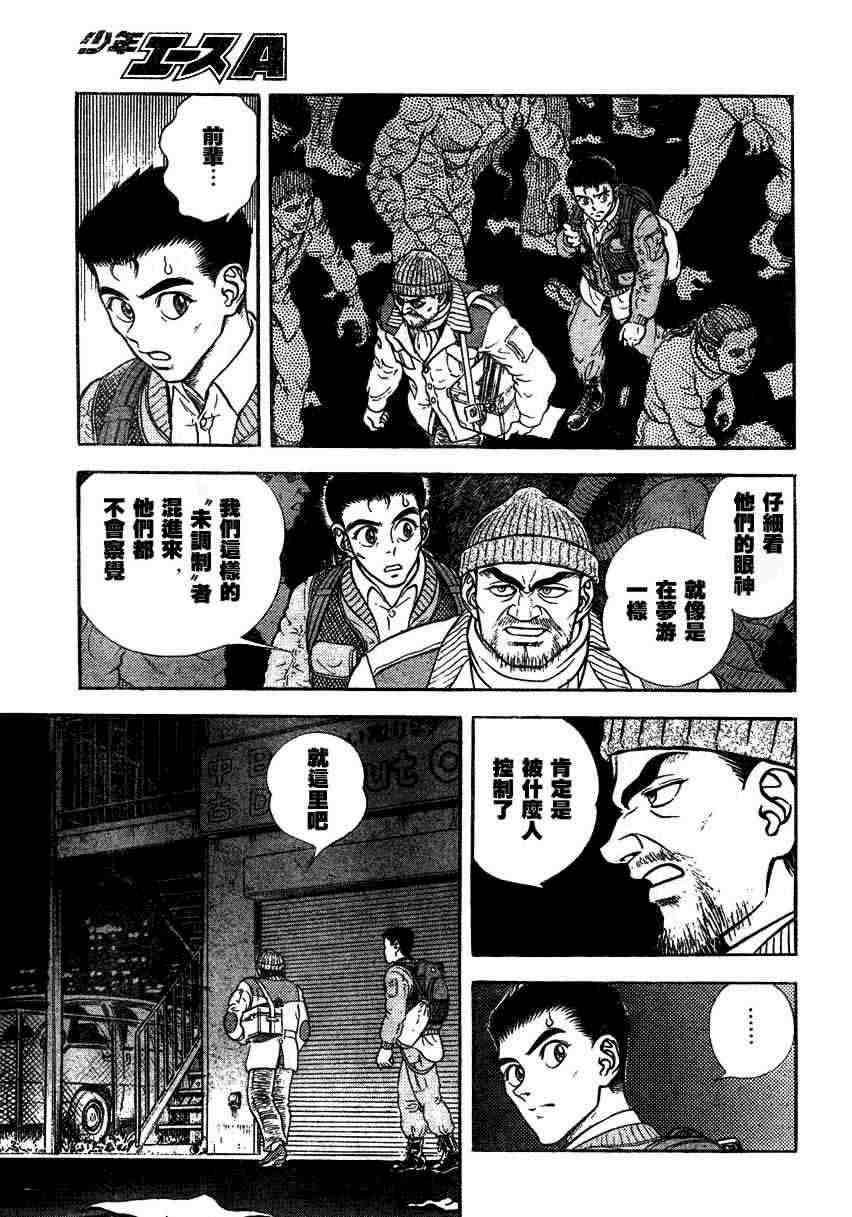 少年エースA
前
輩…
仔細看
他們的眼神
就像是
在夢游
一樣
我們這樣的
〝未調制〟者
混進來,
他們都
不會察覺
肯定是
被什麼人
控制了
……
就這里吧
中
古